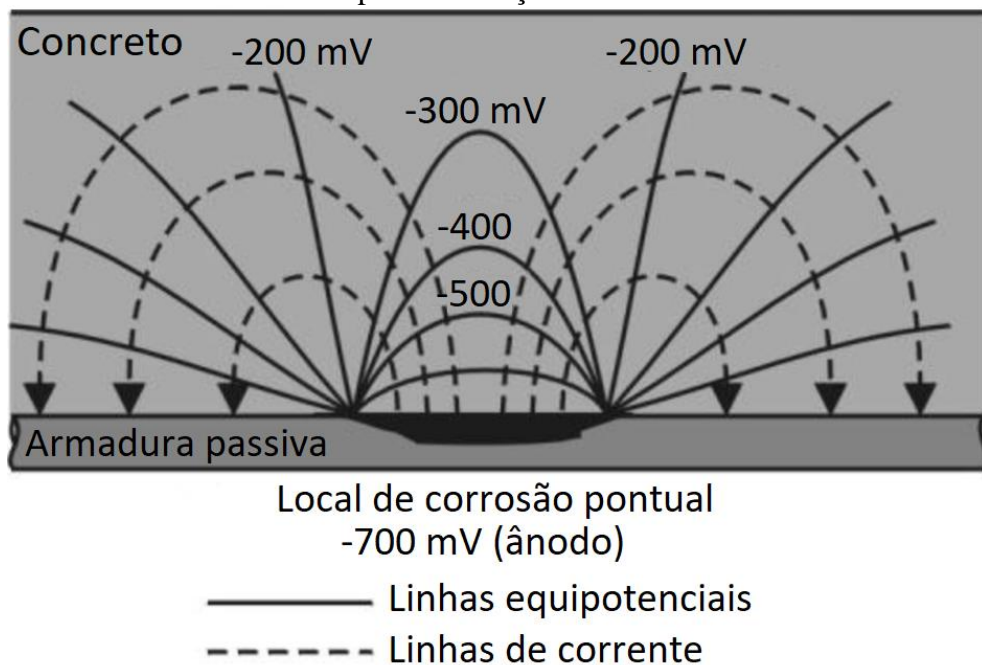 Concreto
-200 mV
-200 mV
-300 mV
-400
-500
Armadura passiva
Local de corrosão pontual
-700 mV (ânodo)
Linhas equipotenciais
Linhas de corrente